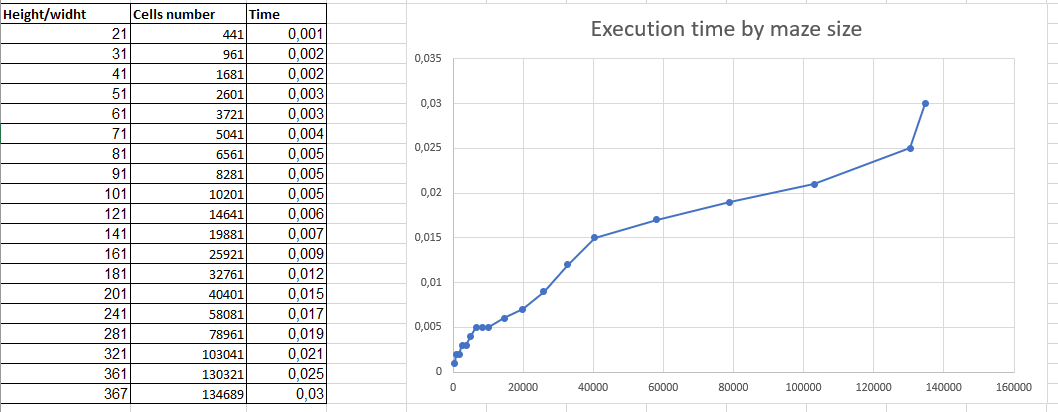 Height/widht Cells number Time
21 441 0,001
31 961 0,002
41 1681 0,002
51 2601 0,003
61 3721 0,003
71 5041 0,004
81 6561 0,005
91 8281 0,005
101 10201 0,005
121 14641 0,006
141 19881 0,007
161 25921 0,009
181 32761 0,012
201 40401 0,015
241 58081 0,017
281 78961 0,019
321 103041 0,021
361 130321 0,025
367 134689 0,03
Execution time by maze size
0,035
0,03
0,025
0,02
0,015
0,01
0,005
0
0 20000 40000 60000 80000 100000 120000 140000 160000